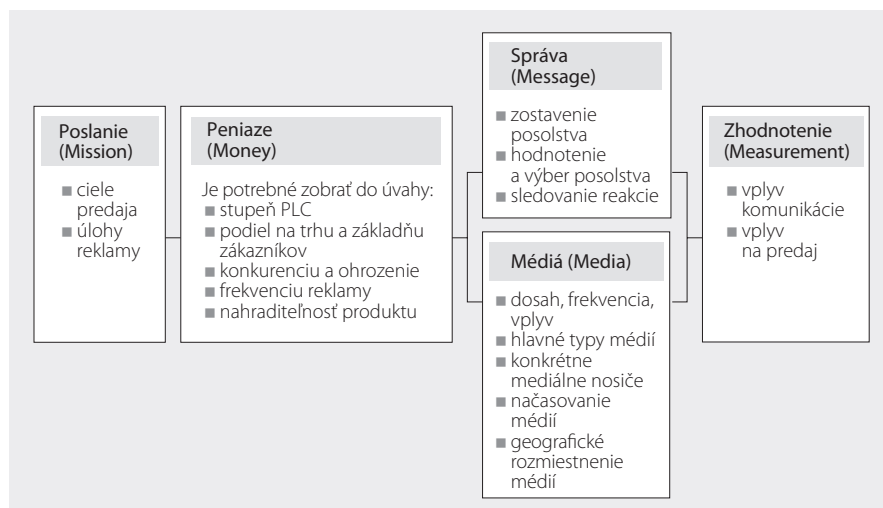 Poslanie
(Mission)
■ ciele
predaja
■ úlohy
reklamy
Peniaze
(Money)
Je potrebné zobrať do úvahy:
■ stupeň PLC
■ podiel na trhu a základňu
zákazníkov
■ konkurenciu a ohrozenie
■ frekvenciu reklamy
■ nahraditeľnosť produktu
Správa
(Message)
■ zostavenie
posolstva
■ hodnotenie
a výber posolstva
■ sledovanie reakcie
Médiá (Media)
■ dosah, frekvencia,
vplyv
■ hlavné typy médií
■ konkrétne
mediálne nosiče
■ načasovanie
médií
■ geografické
rozmiestnenie
médií
Zhodnotenie
(Measurement)
■ vplyv
komunikácie
■ vplyv
na predaj